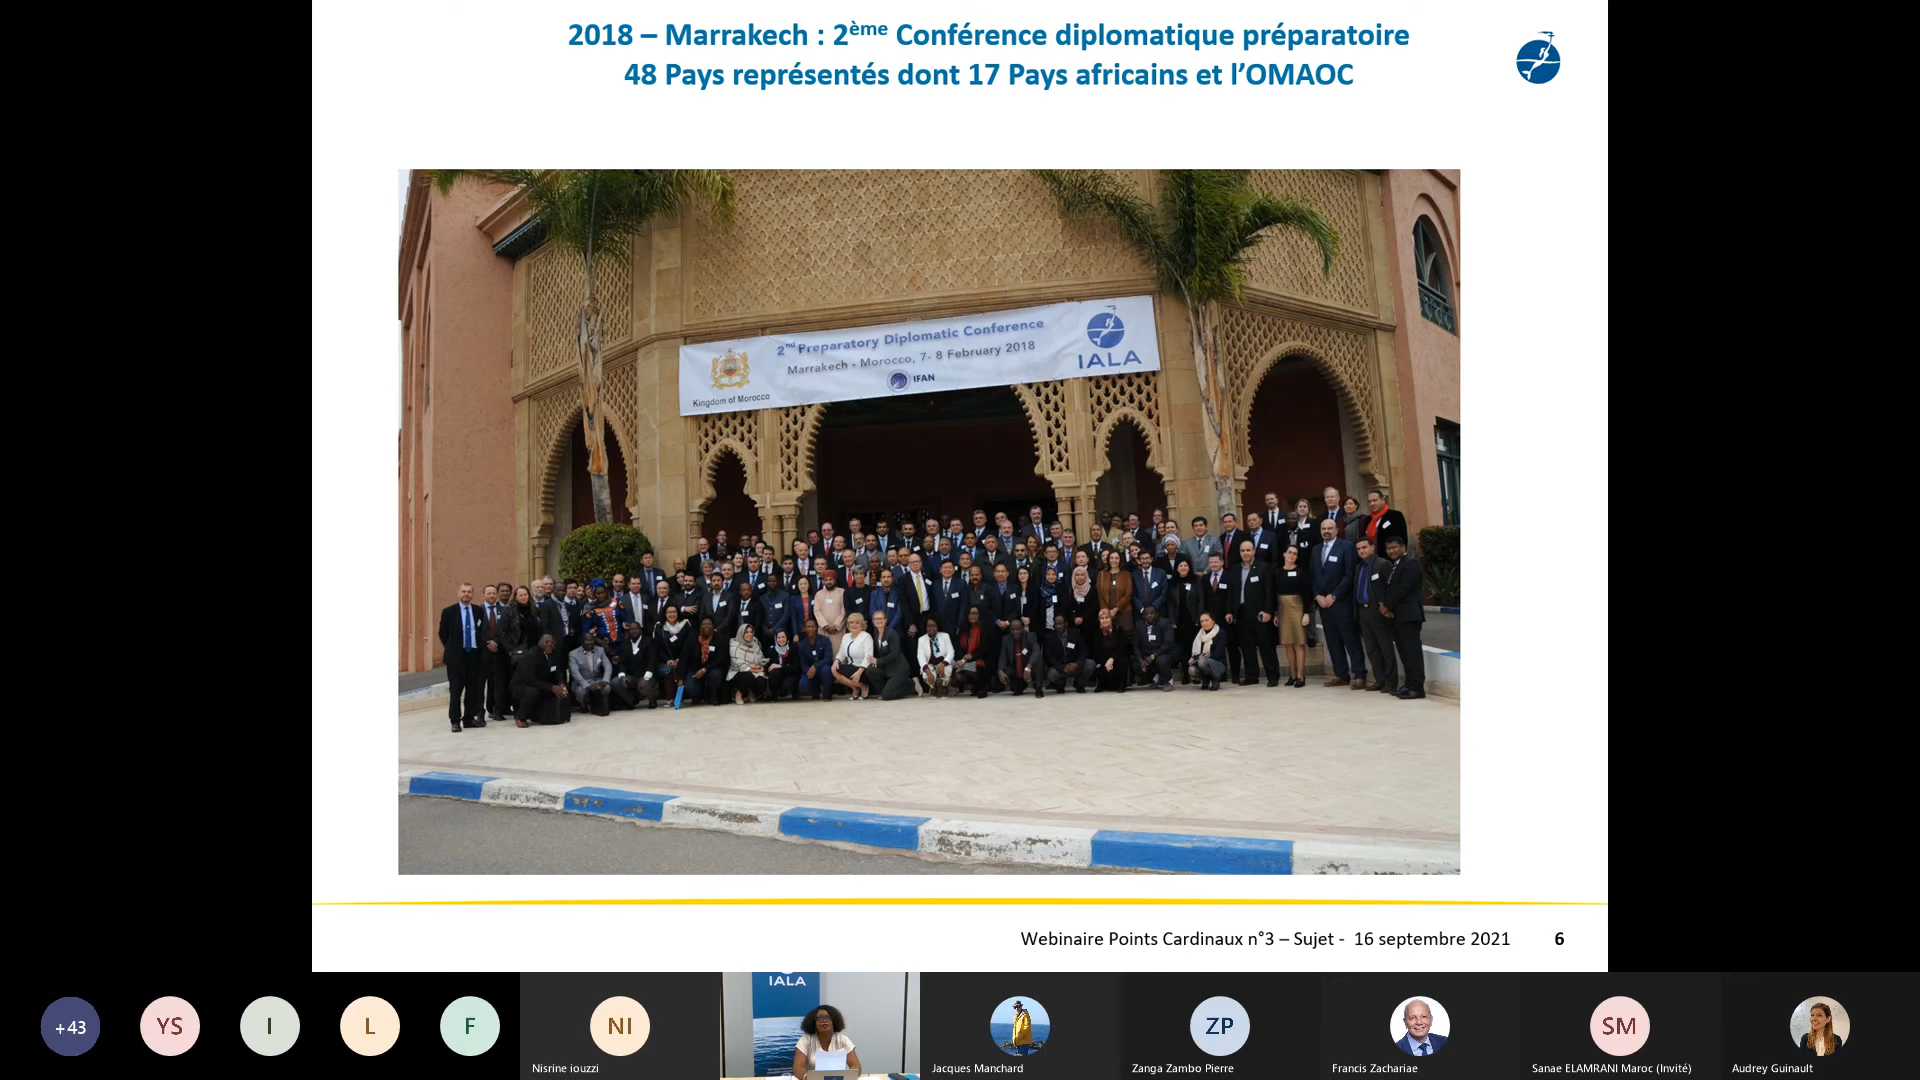 2018 – Marrakech : 2ème Conférence diplomatique préparatoire
48 Pays représentés dont 17 Pays africains et l’OMAOC
2nd Preparatory Diplomatic Conference
Marrakech - Morocco, 7- 8 February 2018
IFAN
Kingdom of Morocco
IALA
Webinaire Points Cardinaux n°3 – Sujet - 16 septembre 2021
6
+43
YS
I
L
F
NI
Nisrine iouzzi
IALA
Jacques Manchard
ZP
Zanga Zambo Pierre
Francis Zachariae
SM
Sanae ELAMRANI Maroc (Invité)
Audrey Guinault